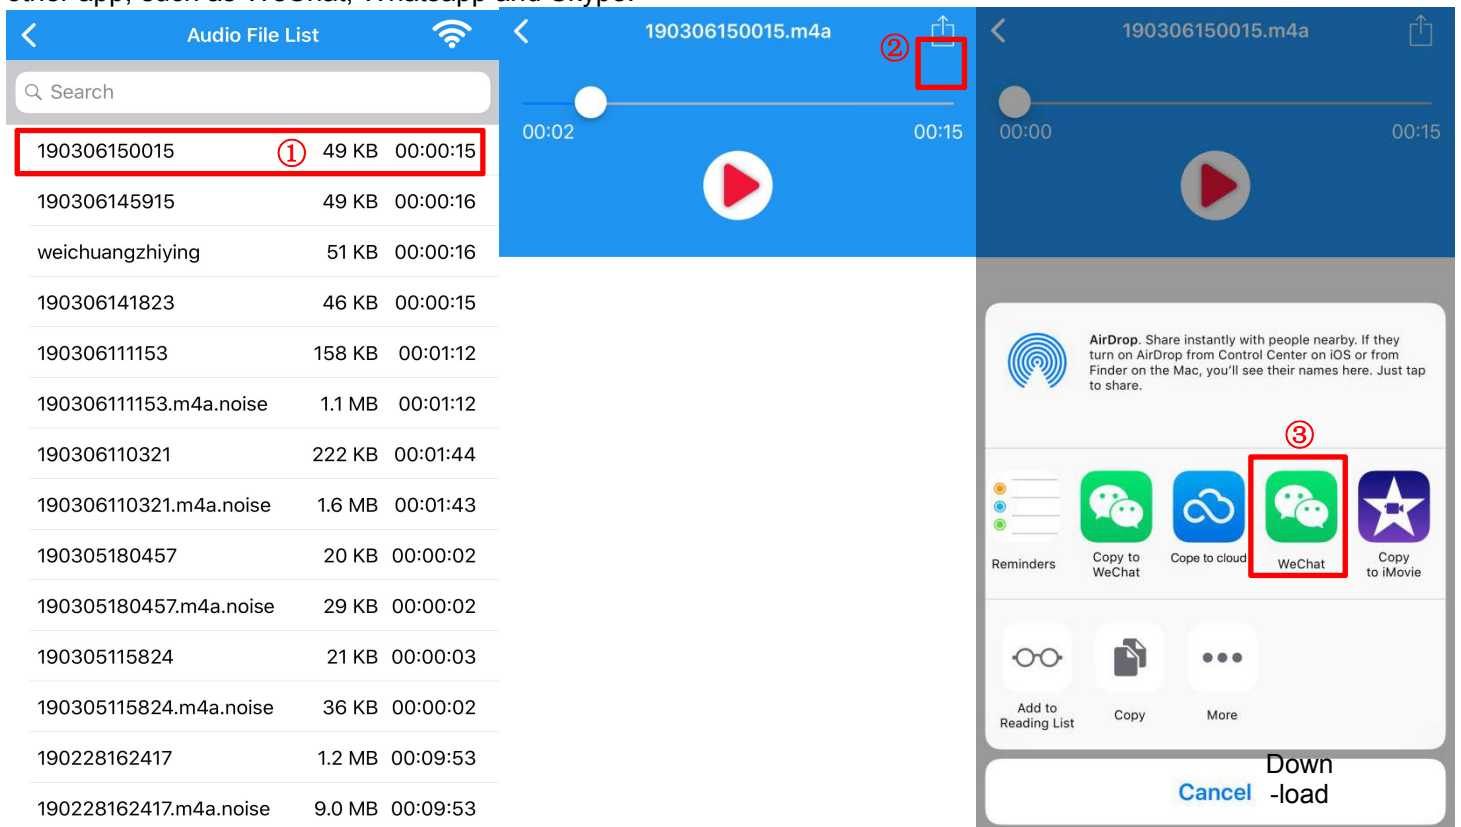 other app, such as WeChat, Whatsapp and Skype.
Audio File List
Search
190306150015 ① 49 KB 00:00:15
190306145915 49 KB 00:00:16
weichuangzhiying 51 KB 00:00:16
190306141823 46 KB 00:00:15
190306111153 158 KB 00:01:12
190306111153.m4a.noise 1.1 MB 00:01:12
190306110321 222 KB 00:01:44
190306110321.m4a.noise 1.6 MB 00:01:43
190305180457 20 KB 00:00:02
190305180457.m4a.noise 29 KB 00:00:02
190305115824 21 KB 00:00:03
190305115824.m4a.noise 36 KB 00:00:02
190228162417 1.2 MB 00:09:53
190228162417.m4a.noise 9.0 MB 00:09:53
190306150015.m4a
②
00:02 00:15
190306150015.m4a
00:00 00:15
AirDrop. Share instantly with people nearby. If they
turn on AirDrop from Control Center on iOS or from
Finder on the Mac, you'll see their names here. Just tap
to share.
③
Reminders
Copy to
WeChat
Cope to cloud
WeChat
Copy
to iMovie
Add to
Reading List
Copy
More
Cancel
Down
-load